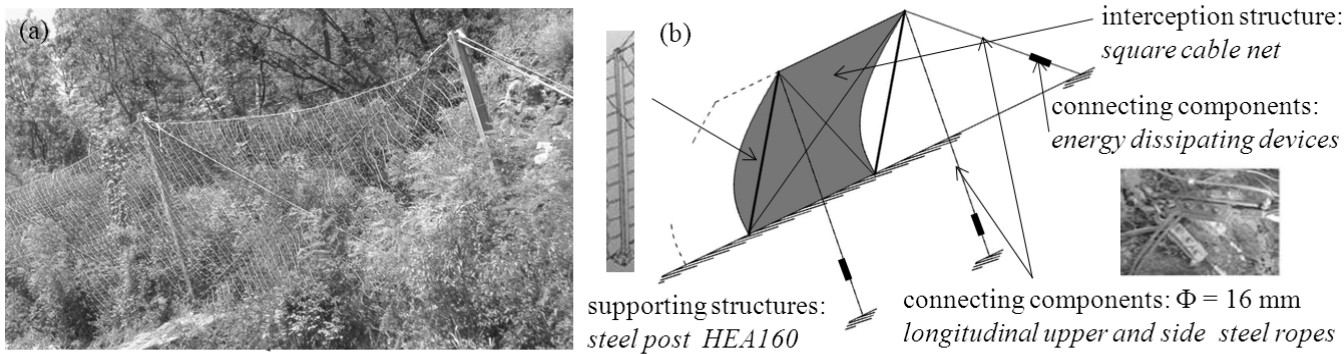 (a)
(b)
interception structure:
square cable net
connecting components:
energy dissipating devices
supporting structures:
steel post HEA160
connecting components: Φ = 16 mm
longitudinal upper and side steel ropes